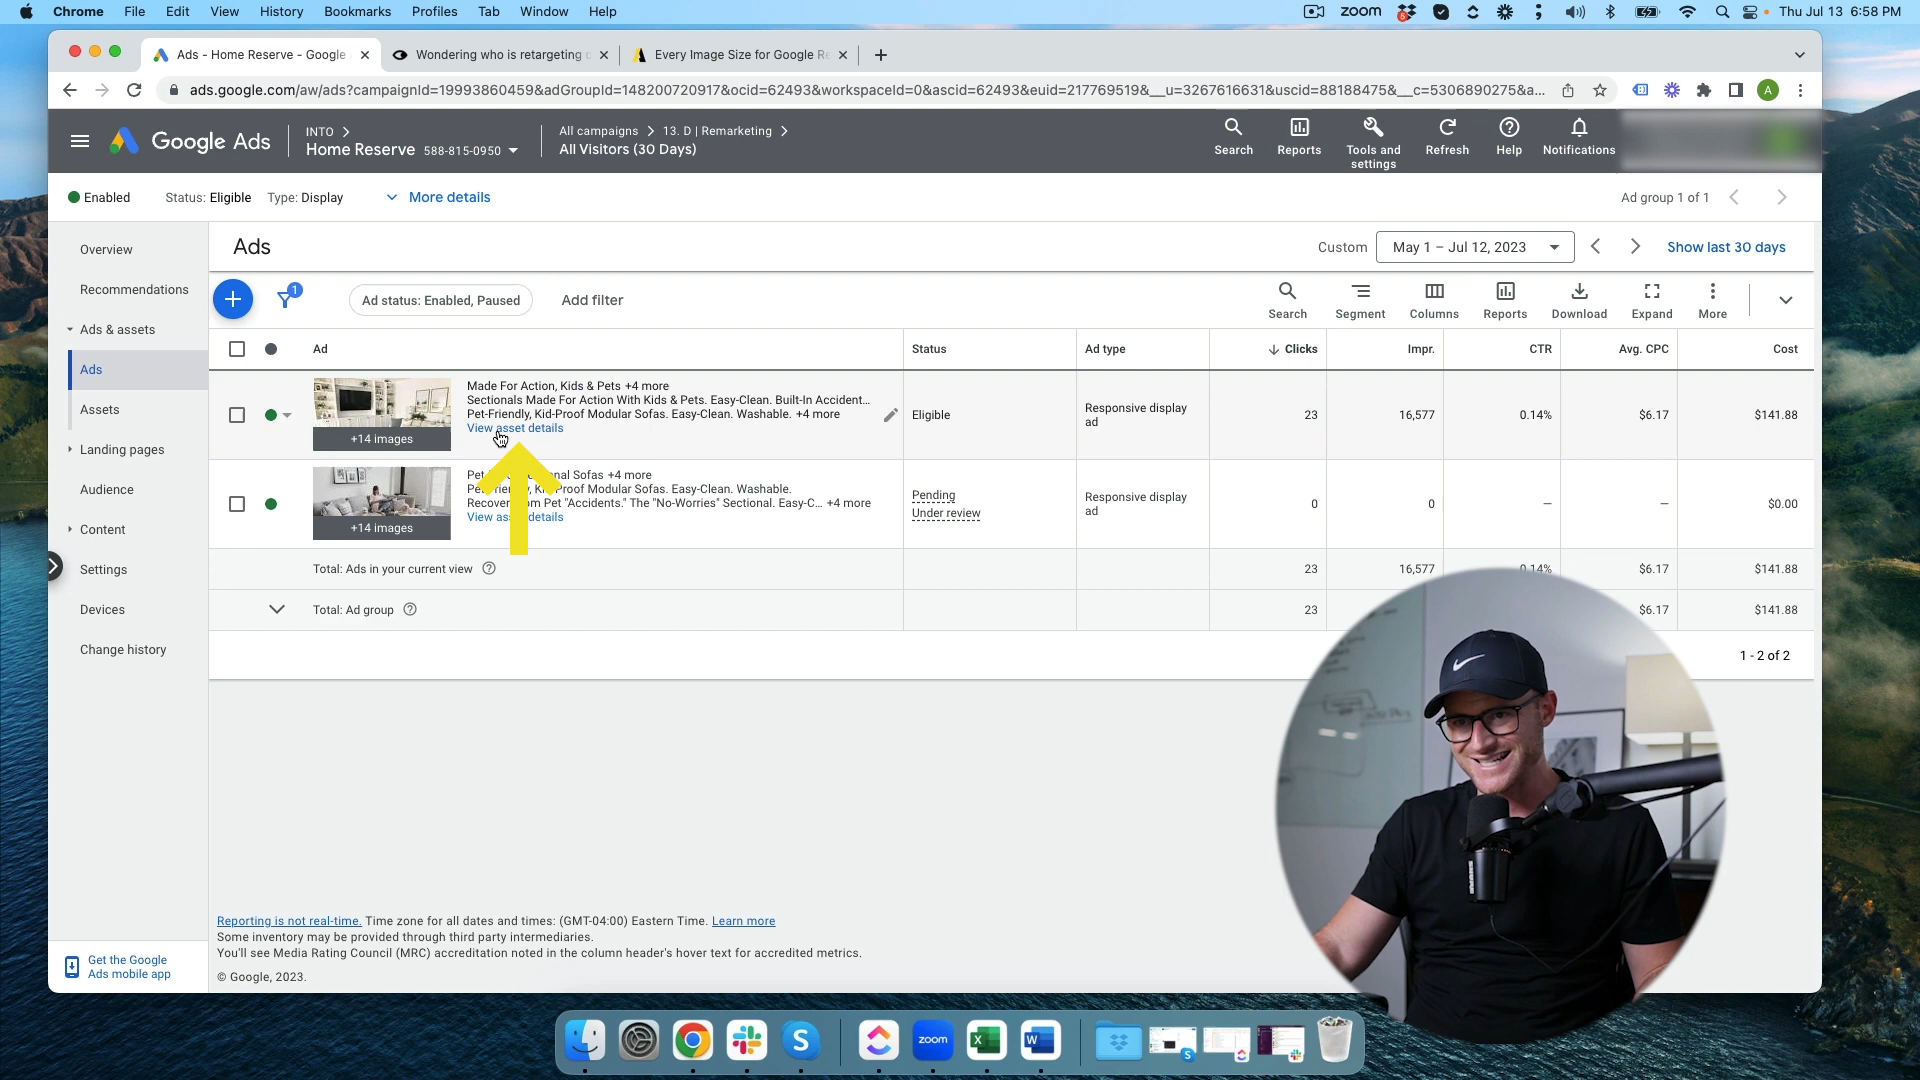 Chrome File Edit View History Bookmarks Profiles Tab Window Help
zoom 5 Thu Jul 13 6:58 PM
Ads - Home Reserve - Google
Wondering who is retargeting
Every Image Size for Google Re
ads.google.com/aw/ads?campaignId=19993860459&adGroupId=148200720917&ocid=62493&workspaceId=0&ascid=62493&euid=217769519&__u=3267616631&uscid=88188475&__c=5306890275&a...
A
Google Ads
INTO
Home Reserve 588-815-0950
All campaigns 13. D | Remarketing
All Visitors (30 Days)
Search
Reports
Tools and
settings
Refresh
Help
Notifications
Enabled Status: Eligible Type: Display More details
Ad group 1 of 1
Overview
Recommendations
Ads & assets
Ads
Assets
Landing pages
Audience
Content
Settings
Devices
Change history
Get the Google
Ads mobile app
Ads
Custom May 1 – Jul 12, 2023 Show last 30 days
1
Ad status: Enabled, Paused Add filter
Search Segment Columns Reports Download Expand More
Ad Status Ad type Clicks Impr. CTR Avg. CPC Cost
+14 images
Made For Action, Kids & Pets +4 more
Sectionals Made For Action With Kids & Pets. Easy-Clean. Built-In Accident...
Pet-Friendly, Kid-Proof Modular Sofas. Easy-Clean. Washable. +4 more
View asset details
Eligible
Responsive display
ad
23 16,577 0.14% $6.17 $141.88
+14 images
nal Sofas +4 more
Proof Modular Sofas. Easy-Clean. Washable.
Pet "Accidents." The "No-Worries" Sectional. Easy-C... +4 more
View details
Pending
Under review
Responsive display
ad
0 0 — — $0.00
Total: Ads in your current view 23 16,577 0.14% $6.17 $141.88
Total: Ad group 23 $6.17 $141.88
1 - 2 of 2
Reporting is not real-time. Time zone for all dates and times: (GMT-04:00) Eastern Time. Learn more
Some inventory may be provided through third party intermediaries.
You'll see Media Rating Council (MRC) accreditation noted in the column header's hover text for accredited metrics.
© Google, 2023.
S zoom X W